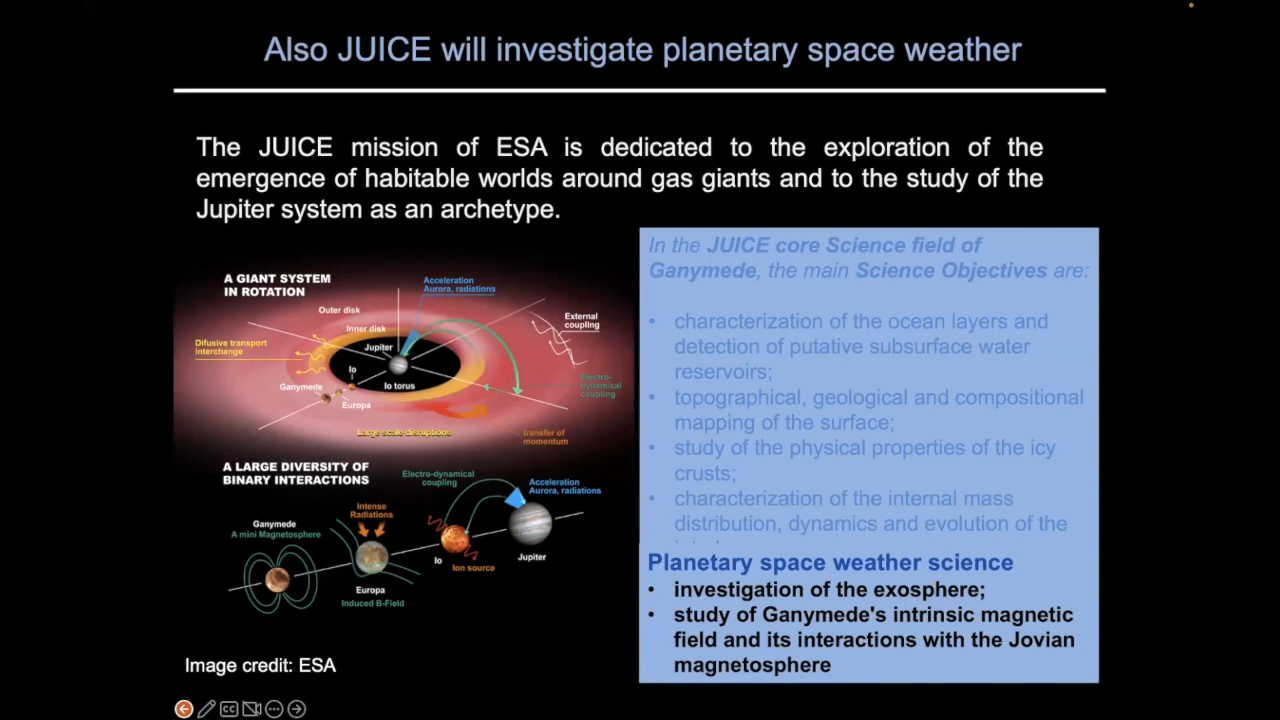 Also JUICE will investigate planetary space weather
The JUICE mission of ESA is dedicated to the exploration of the
emergence of habitable worlds around gas giants and to the study of the
Jupiter system as an archetype.
A GIANT SYSTEM
IN ROTATION
Acceleration
Aurora, radiations
Outer disk
Inner disk
External
coupling
Difusive transport
interchange
Jupiter
Io
Io torus
Ganymede
Europa
Electro-
dynamical
coupling
Large scale disruptions
Transfer of
momentum
A LARGE DIVERSITY OF
BINARY INTERACTIONS
Electro-dynamical
coupling
Acceleration
Aurora, radiations
Intense
Radiations
Ganymede
A mini Magnetosphere
Io
Ion source
Jupiter
Europa
Induced B-Field
Image credit: ESA
In the JUICE core Science field of
Ganymede, the main Science Objectives are:
• characterization of the ocean layers and
detection of putative subsurface water
reservoirs;
• topographical, geological and compositional
mapping of the surface;
• study of the physical properties of the icy
crusts;
• characterization of the internal mass
distribution, dynamics and evolution of the
Planetary space weather science
• investigation of the exosphere;
• study of Ganymede's intrinsic magnetic
field and its interactions with the Jovian
magnetosphere
CC